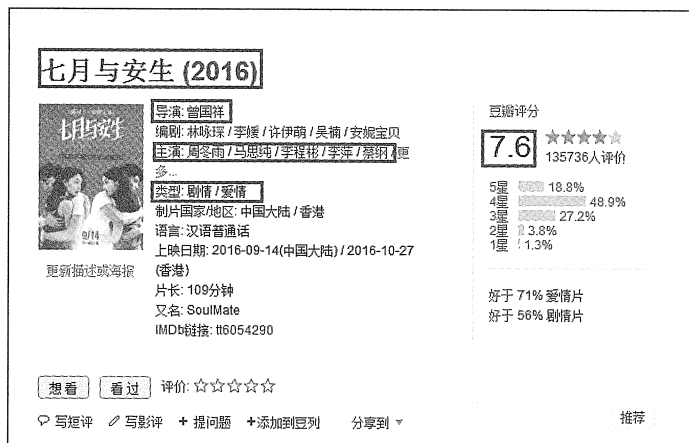 七月与安生 (2016)
七月与安生
9/14
更新描述或海报
导演: 曾国祥
编剧: 林咏琛 / 李媛 / 许伊萌 / 吴楠 / 安妮宝贝
主演: 周冬雨 / 马思纯 / 李程彬 / 李萍 / 蔡纲 / 更
多...
类型: 剧情 / 爱情
制片国家/地区: 中国大陆 / 香港
语言: 汉语普通话
上映日期: 2016-09-14(中国大陆) / 2016-10-27
(香港)
片长: 109分钟
又名: SoulMate
IMDb链接: tt6054290
豆瓣评分
7.6
135736人评价
5星 18.8%
4星 48.9%
3星 27.2%
2星 3.8%
1星 1.3%
好于 71% 爱情片
好于 56% 剧情片
想看 看过 评价:
写短评 写影评 + 提问题 +添加到豆列 分享到
推荐